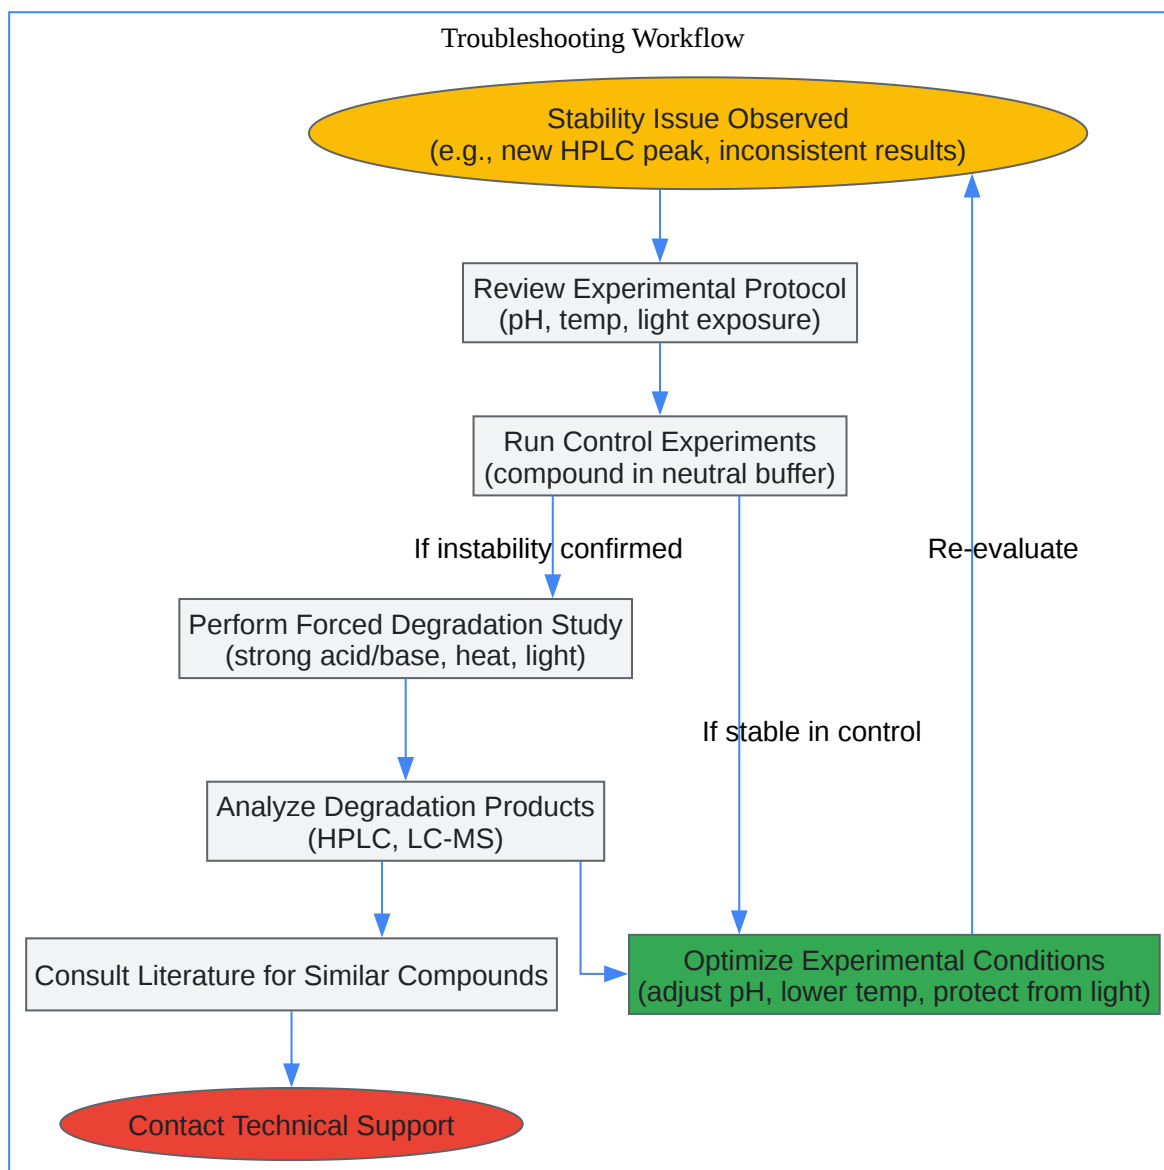 Troubleshooting Workflow
Stability Issue Observed
(e.g., new HPLC peak, inconsistent results)
Review Experimental Protocol
(pH, temp, light exposure)
Run Control Experiments
(compound in neutral buffer)
If instability confirmed
Re-evaluate
Perform Forced Degradation Study
(strong acid/base, heat, light)
If stable in control
Analyze Degradation Products
(HPLC, LC-MS)
Consult Literature for Similar Compounds
Optimize Experimental Conditions
(adjust pH, lower temp, protect from light)
Contact Technical Support